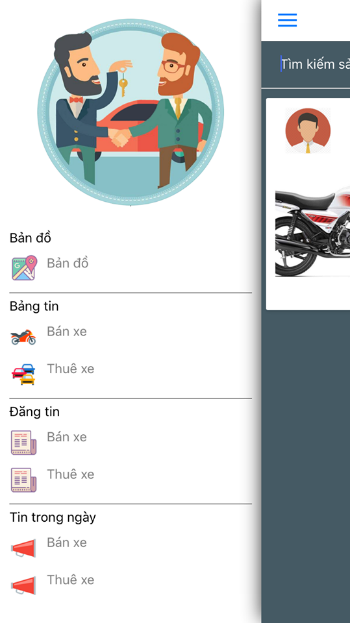 Bản đồ
Bản đồ
Bảng tin
Bán xe
Thuê xe
Đăng tin
Bán xe
Thuê xe
Tin trong ngày
Bán xe
Thuê xe
Tìm kiếm sả